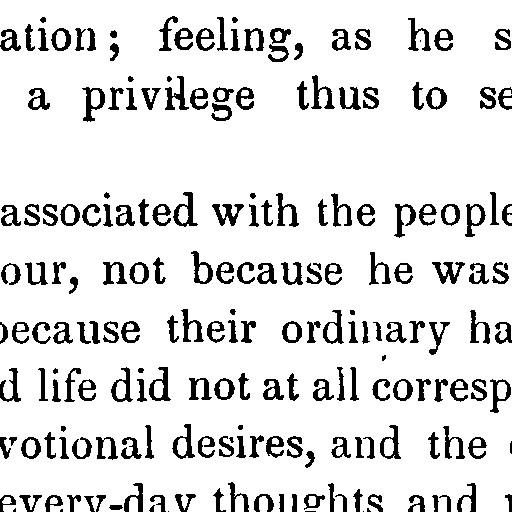 ation; feeling, as he s
a privilege thus to se
associated with the people
our, not because he was
because their ordinary ha
d life did not at all corresp
votional desires, and the
every-day thoughts and